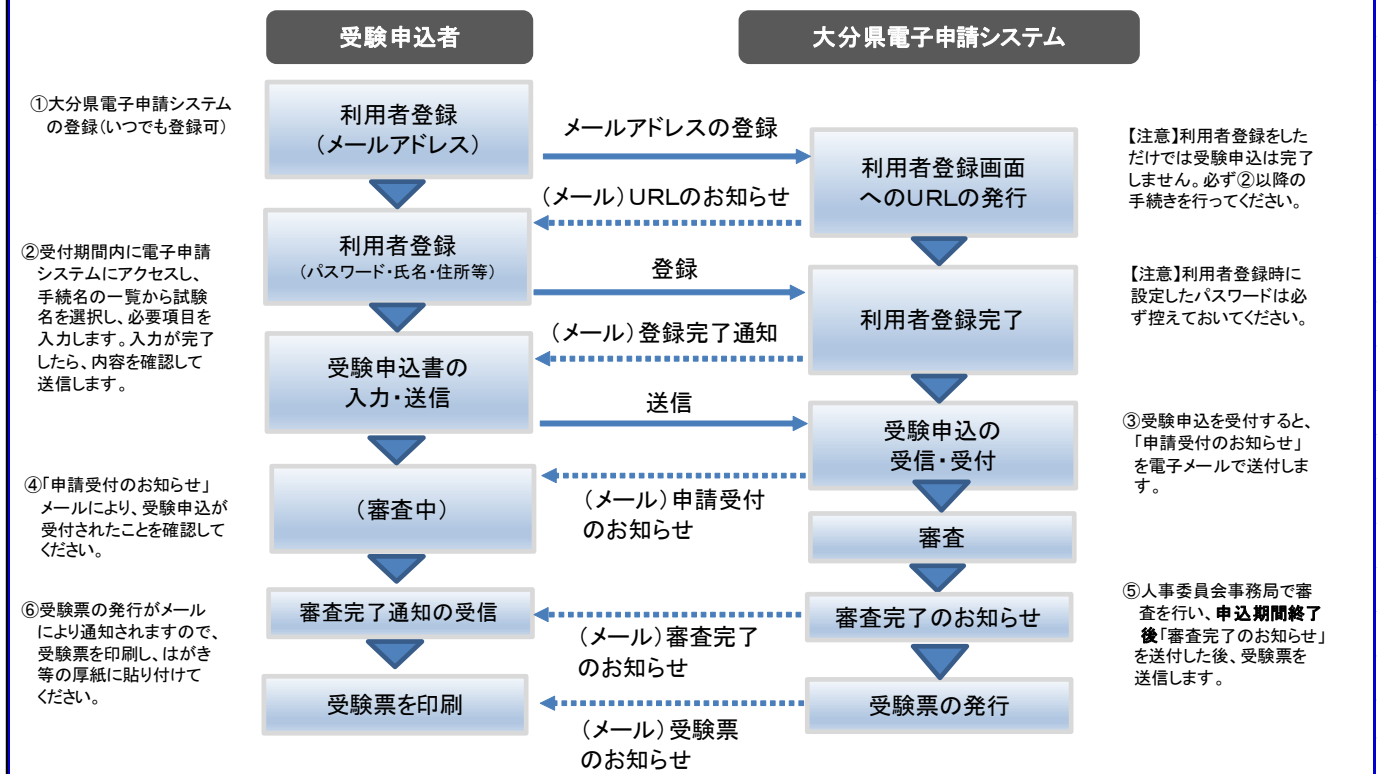 受験申込者
大分県電子申請システム
①大分県電子申請システム
の登録(いつでも登録可)
利用者登録
(メールアドレス)
メールアドレスの登録
利用者登録画面
へのURLの発行
【注意】利用者登録をした
だけでは受験申込は完了
しません。必ず②以降の
手続きを行ってください。
(メール)URLのお知らせ
②受付期間内に電子申請
システムにアクセスし、
手続名の一覧から試験
名を選択し、必要項目を
入力します。入力が完了
したら、内容を確認して
送信します。
利用者登録
(パスワード・氏名・住所等)
登録
利用者登録完了
【注意】利用者登録時に
設定したパスワードは必
ず控えておいてください。
(メール)登録完了通知
受験申込書の
入力・送信
送信
受験申込の
受信・受付
③受験申込を受付すると、
「申請受付のお知らせ」
を電子メールで送付しま
す。
④「申請受付のお知らせ」
メールにより、受験申込が
受付されたことを確認して
ください。
(審査中)
(メール)申請受付
のお知らせ
審査
⑤人事委員会事務局で審
査を行い、申込期間終了
後「審査完了のお知らせ」
を送付した後、受験票を
送信します。
⑥受験票の発行がメール
により通知されますので、
受験票を印刷し、はがき
等の厚紙に貼り付けて
ください。
審査完了通知の受信
審査完了のお知らせ
(メール)審査完了
のお知らせ
受験票を印刷
受験票の発行
(メール)受験票
のお知らせ